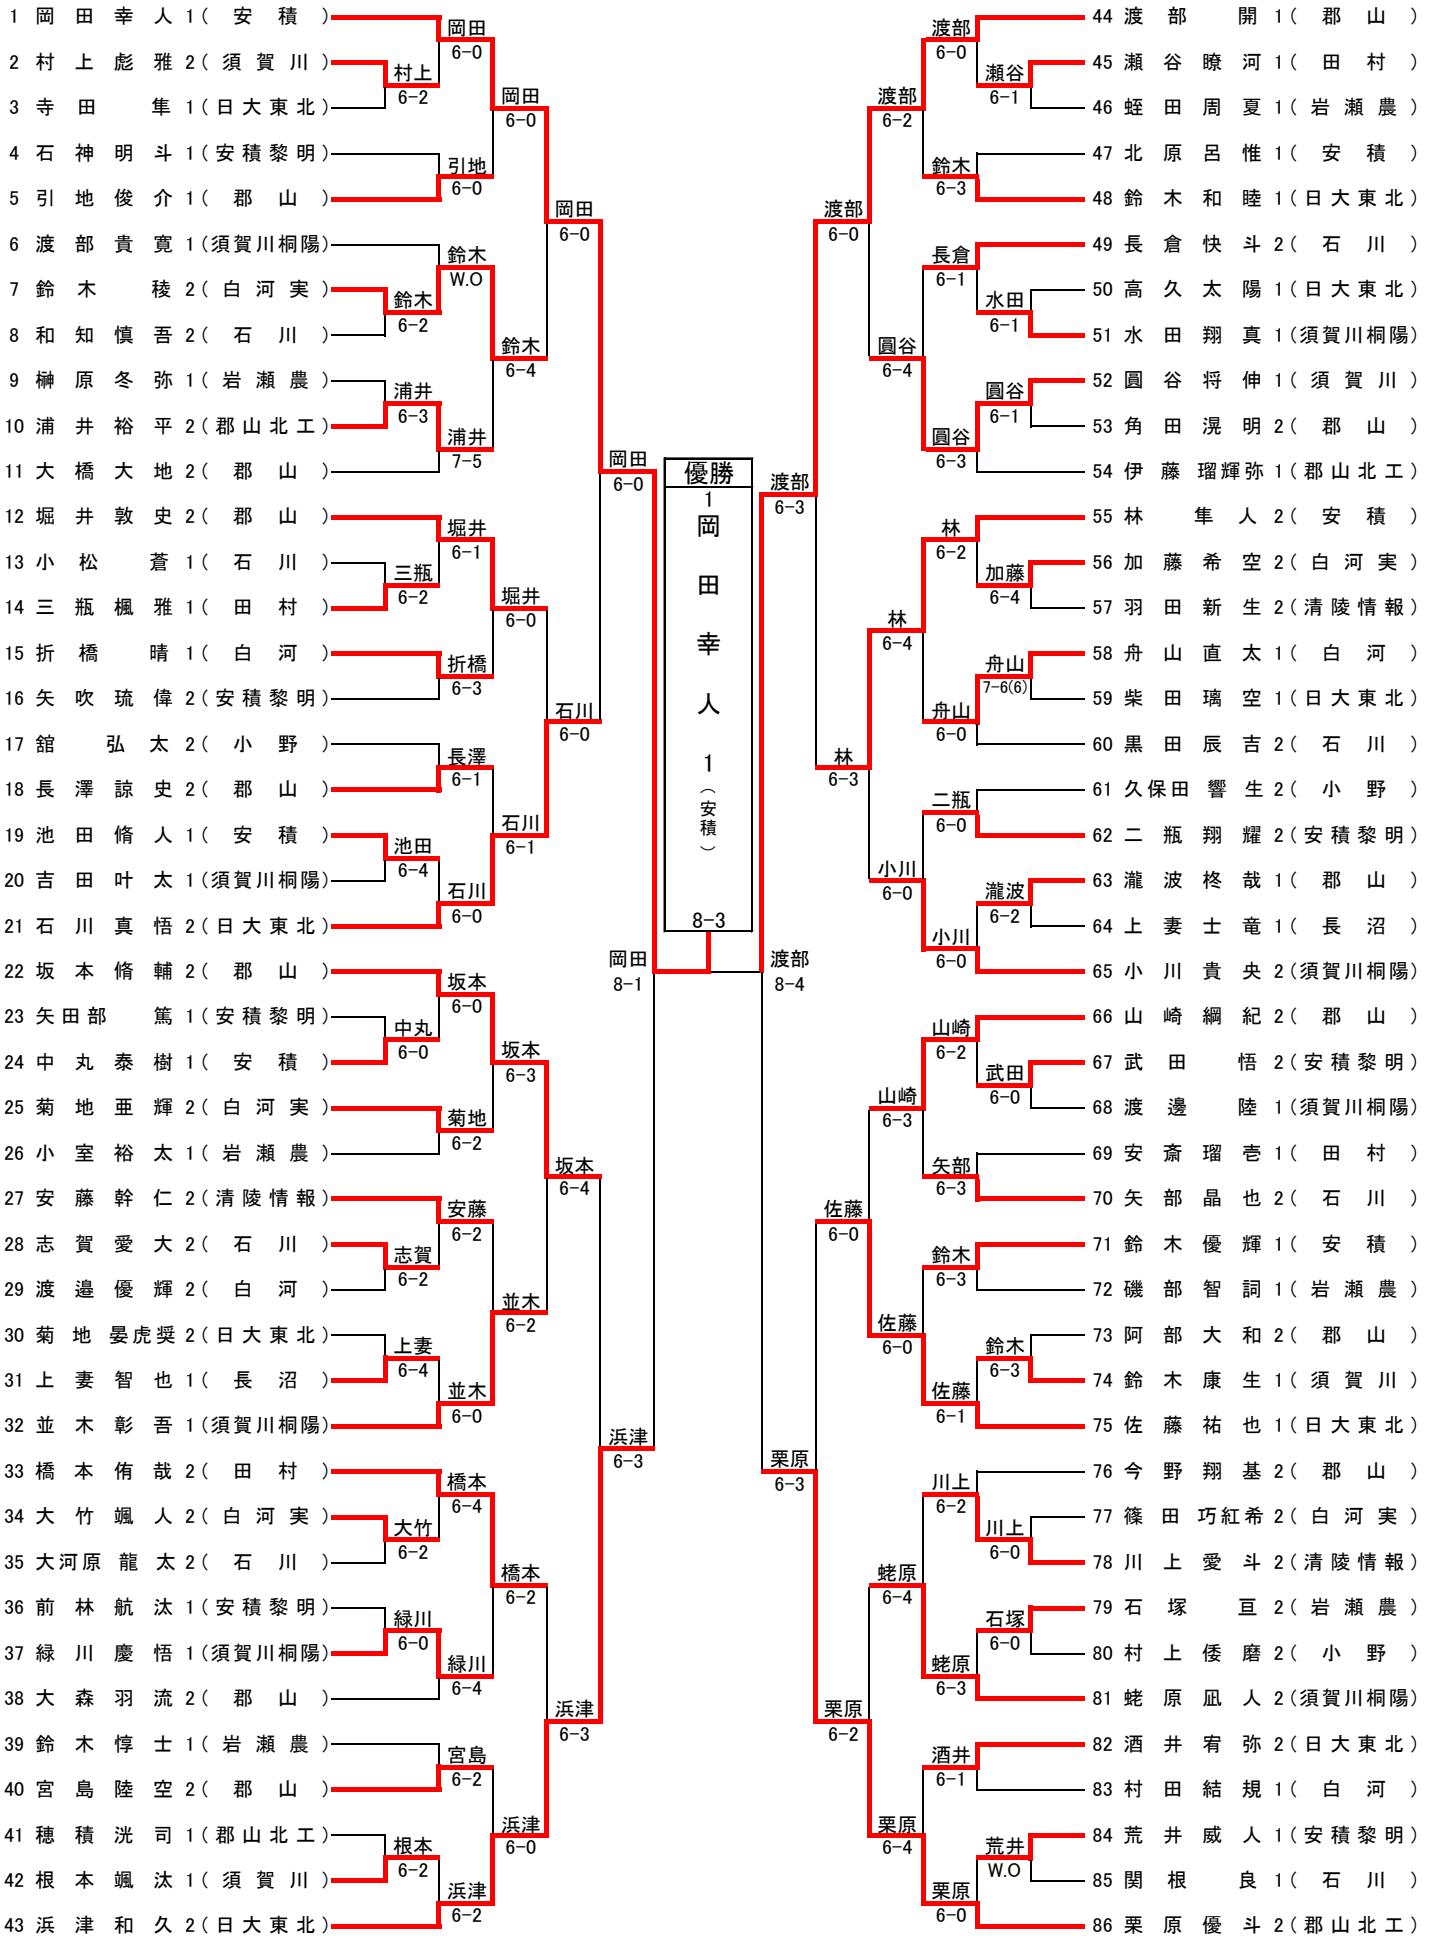 1 岡田幸人 1 (安積)
2 村上彪雅 2 (須賀川)
3 寺田隼 1 (日大東北)
4 石神明斗 1 (安積黎明)
5 引地俊介 1 (郡山)
6 渡部貴寛 1 (須賀川桐陽)
7 鈴木稜 2 (白河実)
8 和知慎吾 2 (石川)
9 榊原冬弥 1 (岩瀬農)
10 浦井裕平 2 (郡山北工)
11 大橋大地 2 (郡山)
12 堀井敦史 2 (郡山)
13 小松蒼 1 (石川)
14 三瓶楓雅 1 (田村)
15 折橋晴 1 (白河)
16 矢吹琉偉 2 (安積黎明)
17 舘弘太 2 (小野)
18 長澤諒史 2 (郡山)
19 池田脩人 1 (安積)
20 吉田叶太 1 (須賀川桐陽)
21 石川真悟 2 (日大東北)
22 坂本脩輔 2 (郡山)
23 矢田部篤 1 (安積黎明)
24 中丸泰樹 1 (安積)
25 菊地亜輝 2 (白河実)
26 小室裕太 1 (岩瀬農)
27 安藤幹仁 2 (清陵情報)
28 志賀愛大 2 (石川)
29 渡邉優輝 2 (白河)
30 菊地晏虎奨 2 (日大東北)
31 上妻智也 1 (長沼)
32 並木彰吾 1 (須賀川桐陽)
33 橋本侑哉 2 (田村)
34 大竹颯人 2 (白河実)
35 大河原龍太 2 (石川)
36 前林航汰 1 (安積黎明)
37 緑川慶悟 1 (須賀川桐陽)
38 大森羽流 2 (郡山)
39 鈴木惇士 1 (岩瀬農)
40 宮島陸空 2 (郡山)
41 穂積洸司 1 (郡山北工)
42 根本颯汰 1 (須賀川)
43 浜津和久 2 (日大東北)
村上
6-2
鈴木
6-2
浦井
6-3
三瓶
6-2
池田
6-4
中丸
6-0
志賀
6-2
上妻
6-4
大竹
6-2
緑川
6-0
根本
6-2
岡田
6-0
引地
6-0
鈴木
W.O
浦井
7-5
堀井
6-1
折橋
6-3
長澤
6-1
石川
6-0
坂本
6-0
菊地
6-2
安藤
6-2
並木
6-0
橋本
6-4
緑川
6-4
宮島
6-2
浜津
6-2
岡田
6-0
鈴木
6-4
堀井
6-0
石川
6-1
坂本
6-3
並木
6-2
橋本
6-2
浜津
6-0
岡田
6-0
石川
6-0
坂本
6-4
浜津
6-3
岡田
6-0
浜津
6-3
岡田
8-1
優勝
1
岡田幸人 1
(安積)
8-3
渡部
8-4
渡部
6-3
栗原
6-3
渡部
6-0
林
6-3
佐藤
6-0
栗原
6-2
渡部
6-2
圓谷
6-4
林
6-4
小川
6-0
山崎
6-3
佐藤
6-0
蛯原
6-4
栗原
6-4
渡部
6-0
鈴木
6-3
長倉
6-1
圓谷
6-3
林
6-2
舟山
6-0
二瓶
6-0
小川
6-0
山崎
6-2
矢部
6-3
鈴木
6-3
佐藤
6-1
川上
6-2
蛯原
6-3
酒井
6-1
栗原
6-0
瀬谷
6-1
水田
6-1
圓谷
6-1
加藤
6-4
舟山
7-6(6)
瀧波
6-2
武田
6-0
鈴木
6-3
川上
6-0
石塚
6-0
荒井
W.O
44 渡部開 1 (郡山)
45 瀬谷瞭河 1 (田村)
46 蛭田周夏 1 (岩瀬農)
47 北原呂惟 1 (安積)
48 鈴木和睦 1 (日大東北)
49 長倉快斗 2 (石川)
50 高久太陽 1 (日大東北)
51 水田翔真 1 (須賀川桐陽)
52 圓谷将伸 1 (須賀川)
53 角田滉明 2 (郡山)
54 伊藤瑠輝弥 1 (郡山北工)
55 林隼人 2 (安積)
56 加藤希空 2 (白河実)
57 羽田新生 2 (清陵情報)
58 舟山直太 1 (白河)
59 柴田璃空 1 (日大東北)
60 黒田辰吉 2 (石川)
61 久保田響生 2 (小野)
62 二瓶翔耀 2 (安積黎明)
63 瀧波柊哉 1 (郡山)
64 上妻士竜 1 (長沼)
65 小川貴央 2 (須賀川桐陽)
66 山崎綱紀 2 (郡山)
67 武田悟 2 (安積黎明)
68 渡邊陸 1 (須賀川桐陽)
69 安斎瑠壱 1 (田村)
70 矢部晶也 2 (石川)
71 鈴木優輝 1 (安積)
72 磯部智詞 1 (岩瀬農)
73 阿部大和 2 (郡山)
74 鈴木康生 1 (須賀川)
75 佐藤祐也 1 (日大東北)
76 今野翔基 2 (郡山)
77 篠田巧紅希 2 (白河実)
78 川上愛斗 2 (清陵情報)
79 石塚亘 2 (岩瀬農)
80 村上倭磨 2 (小野)
81 蛯原凪人 2 (須賀川桐陽)
82 酒井宥弥 2 (日大東北)
83 村田結規 1 (白河)
84 荒井威人 1 (安積黎明)
85 関根良 1 (石川)
86 栗原優斗 2 (郡山北工)